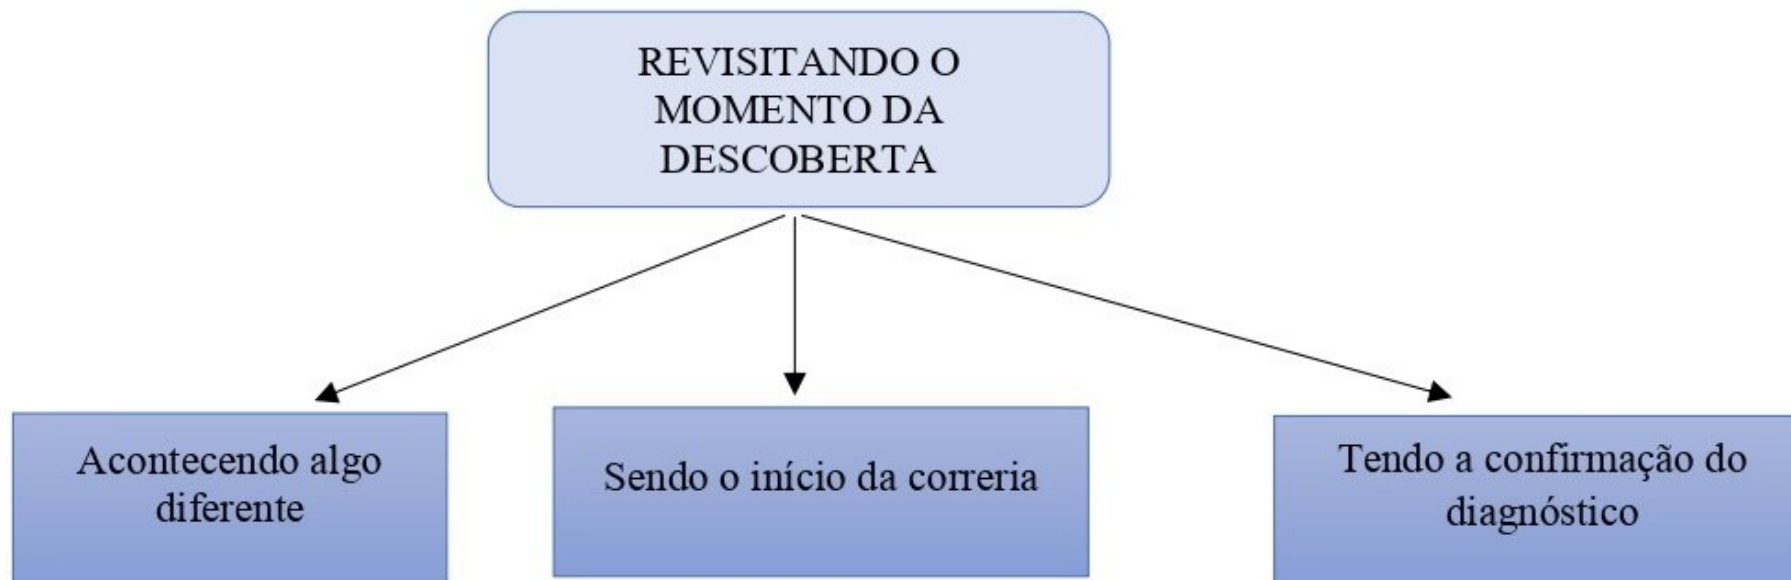 REVISITANDO O
MOMENTO DA
DESCOBERTA
Acontecendo algo
diferente
Sendo o início da correria
Tendo a confirmação do
diagnóstico